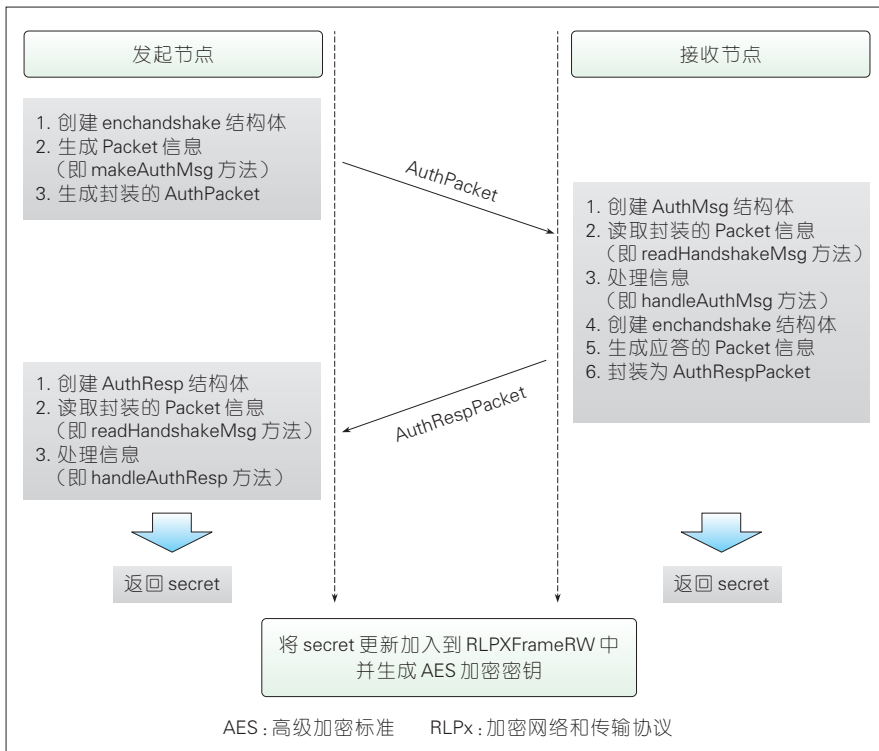 发起节点
接收节点
1. 创建 enchandshake 结构体
2. 生成 Packet 信息
（即 makeAuthMsg 方法）
3. 生成封装的 AuthPacket
AuthPacket
1. 创建 AuthMsg 结构体
2. 读取封装的 Packet 信息
（即 readHandshakeMsg 方法）
3. 处理信息
（即 handleAuthMsg 方法）
4. 创建 enchandshake 结构体
5. 生成应答的 Packet 信息
6. 封装为 AuthRespPacket
AuthRespPacket
1. 创建 AuthResp 结构体
2. 读取封装的 Packet 信息
（即 readHandshakeMsg 方法）
3. 处理信息
（即 handleAuthResp 方法）
返回 secret
返回 secret
将 secret 更新加入到 RLPXFrameRW 中
并生成 AES 加密密钥
AES：高级加密标准 RLPx：加密网络和传输协议